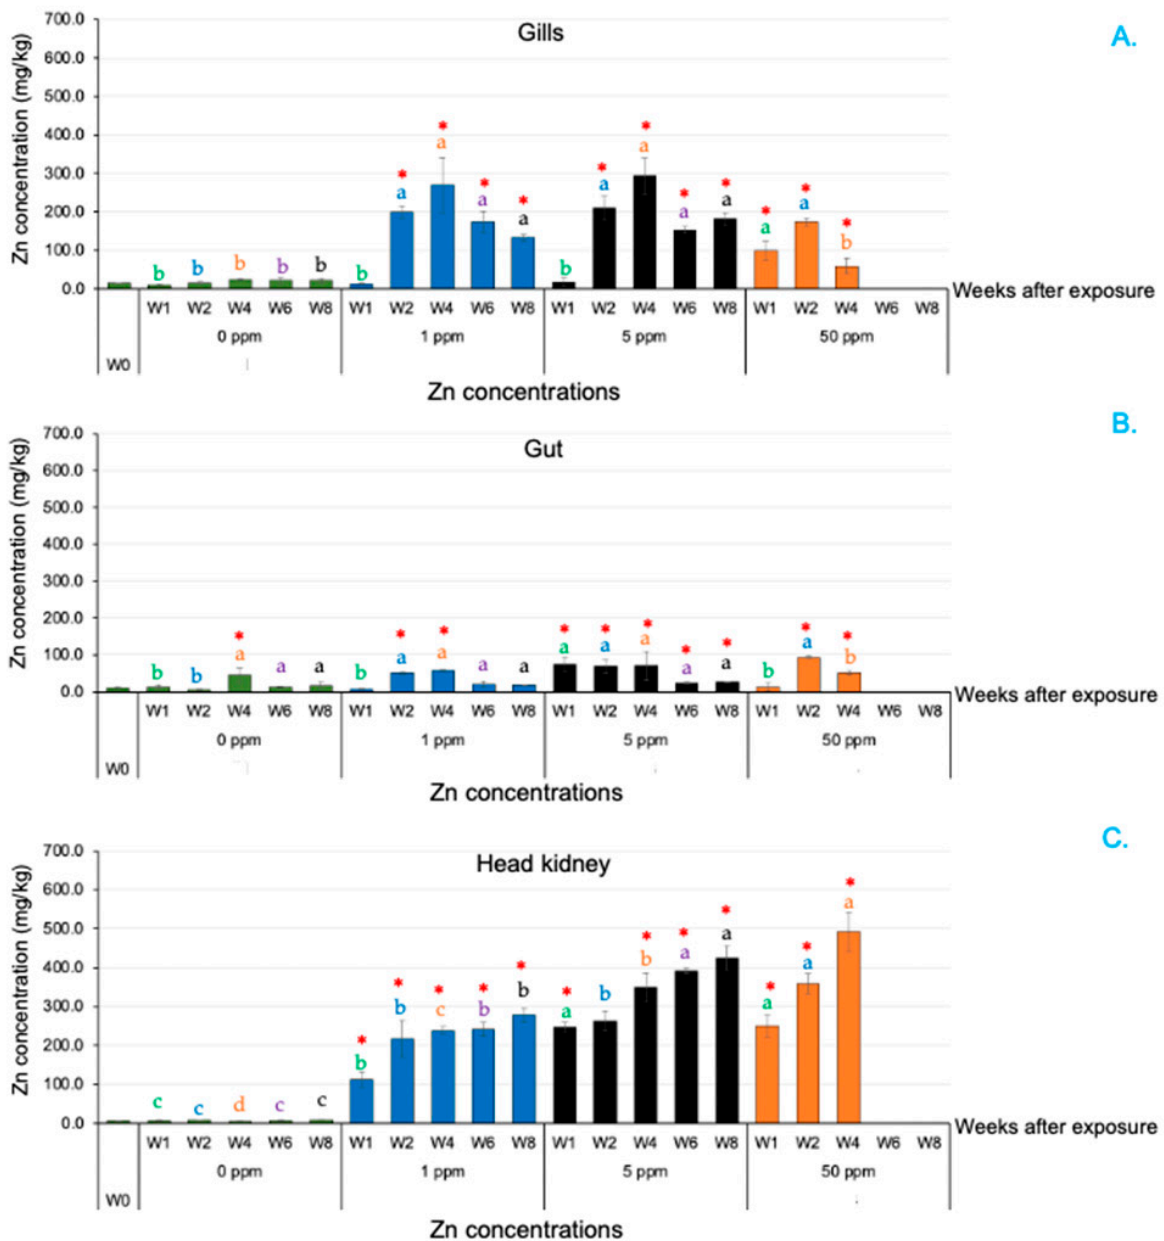 A.
Gills
Zn concentration (mg/kg)
700.0
600.0
500.0
400.0
300.0
200.0
100.0
0.0
b b b b b b a a a a b a a a a a a b
* * * * * * * * * * *
W1 W2 W4 W6 W8 W1 W2 W4 W6 W8 W1 W2 W4 W6 W8 W1 W2 W4 W6 W8
Weeks after exposure
0 ppm 1 ppm 5 ppm 50 ppm
W0
Zn concentrations
B.
Gut
Zn concentration (mg/kg)
700.0
600.0
500.0
400.0
300.0
200.0
100.0
0.0
* * * * * * * * * *
b b a a a b a a a a a a a a a b a b
W1 W2 W4 W6 W8 W1 W2 W4 W6 W8 W1 W2 W4 W6 W8 W1 W2 W4 W6 W8
Weeks after exposure
0 ppm 1 ppm 5 ppm 50 ppm
W0
Zn concentrations
C.
Head kidney
Zn concentration (mg/kg)
700.0
600.0
500.0
400.0
300.0
200.0
100.0
0.0
* * * * * * * * * * * *
c c d c c b b c b b a b b a a a a a
W1 W2 W4 W6 W8 W1 W2 W4 W6 W8 W1 W2 W4 W6 W8 W1 W2 W4 W6 W8
Weeks after exposure
0 ppm 1 ppm 5 ppm 50 ppm
W0
Zn concentrations